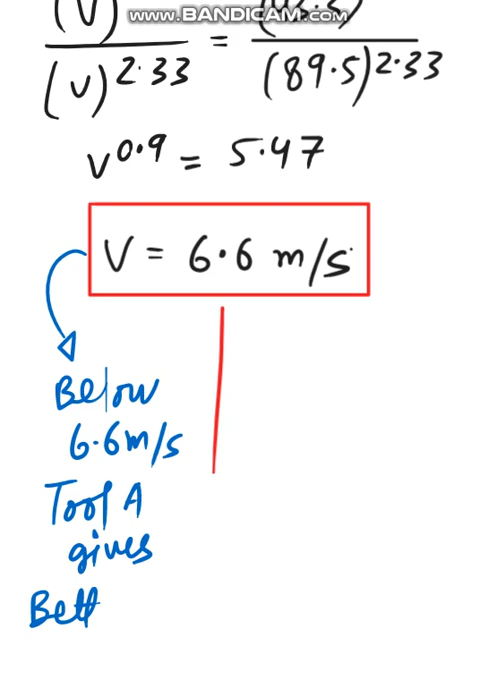 www.BANDICAM.com
(V)
(V)^2.33 = (89.5)^2.33
V^0.9 = 5.47
V = 6.6 m/s
Below
6.6m/s
Tool A
gives
Bett